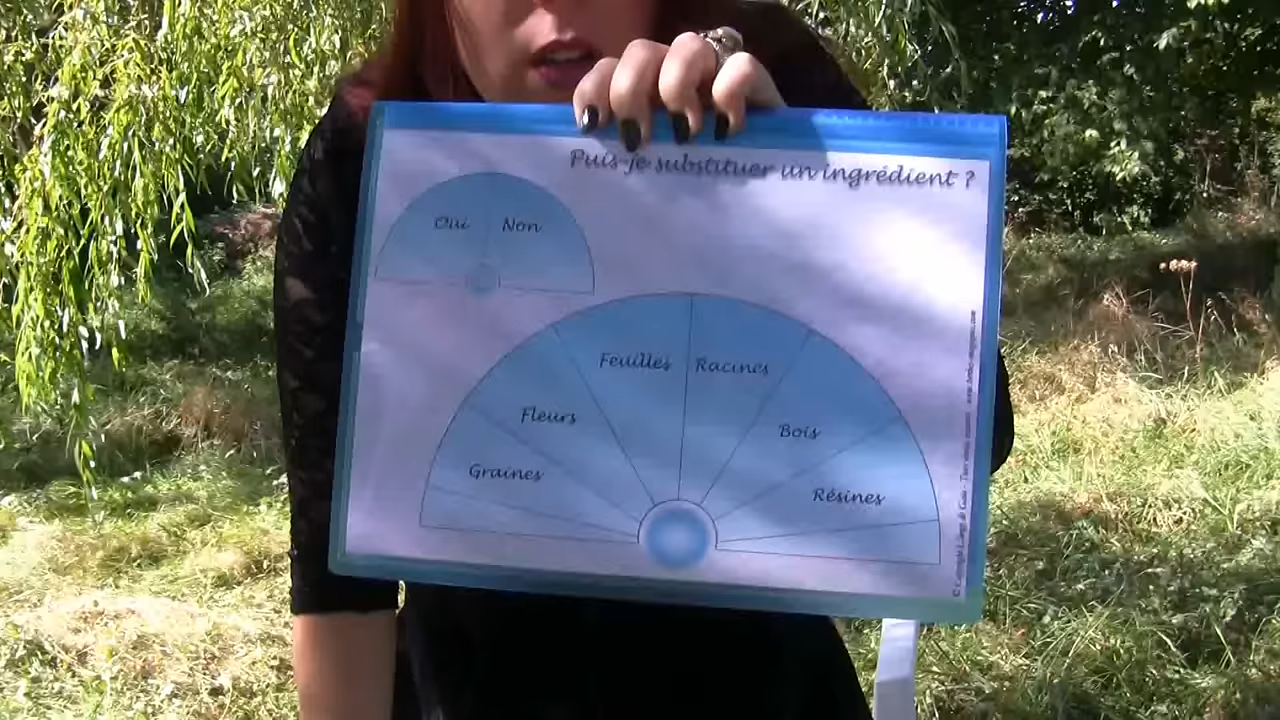 Puis-je substituer un ingrédient ?
Oui
Non
Feuilles
Racines
Fleurs
Bois
Graines
Résines